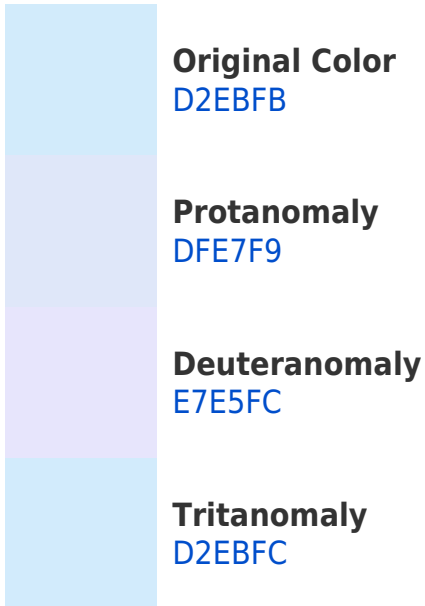 Original Color
D2EBFB
Protanomaly
DFE7F9
Deuteranomaly
E7E5FC
Tritanomaly
D2EBFC